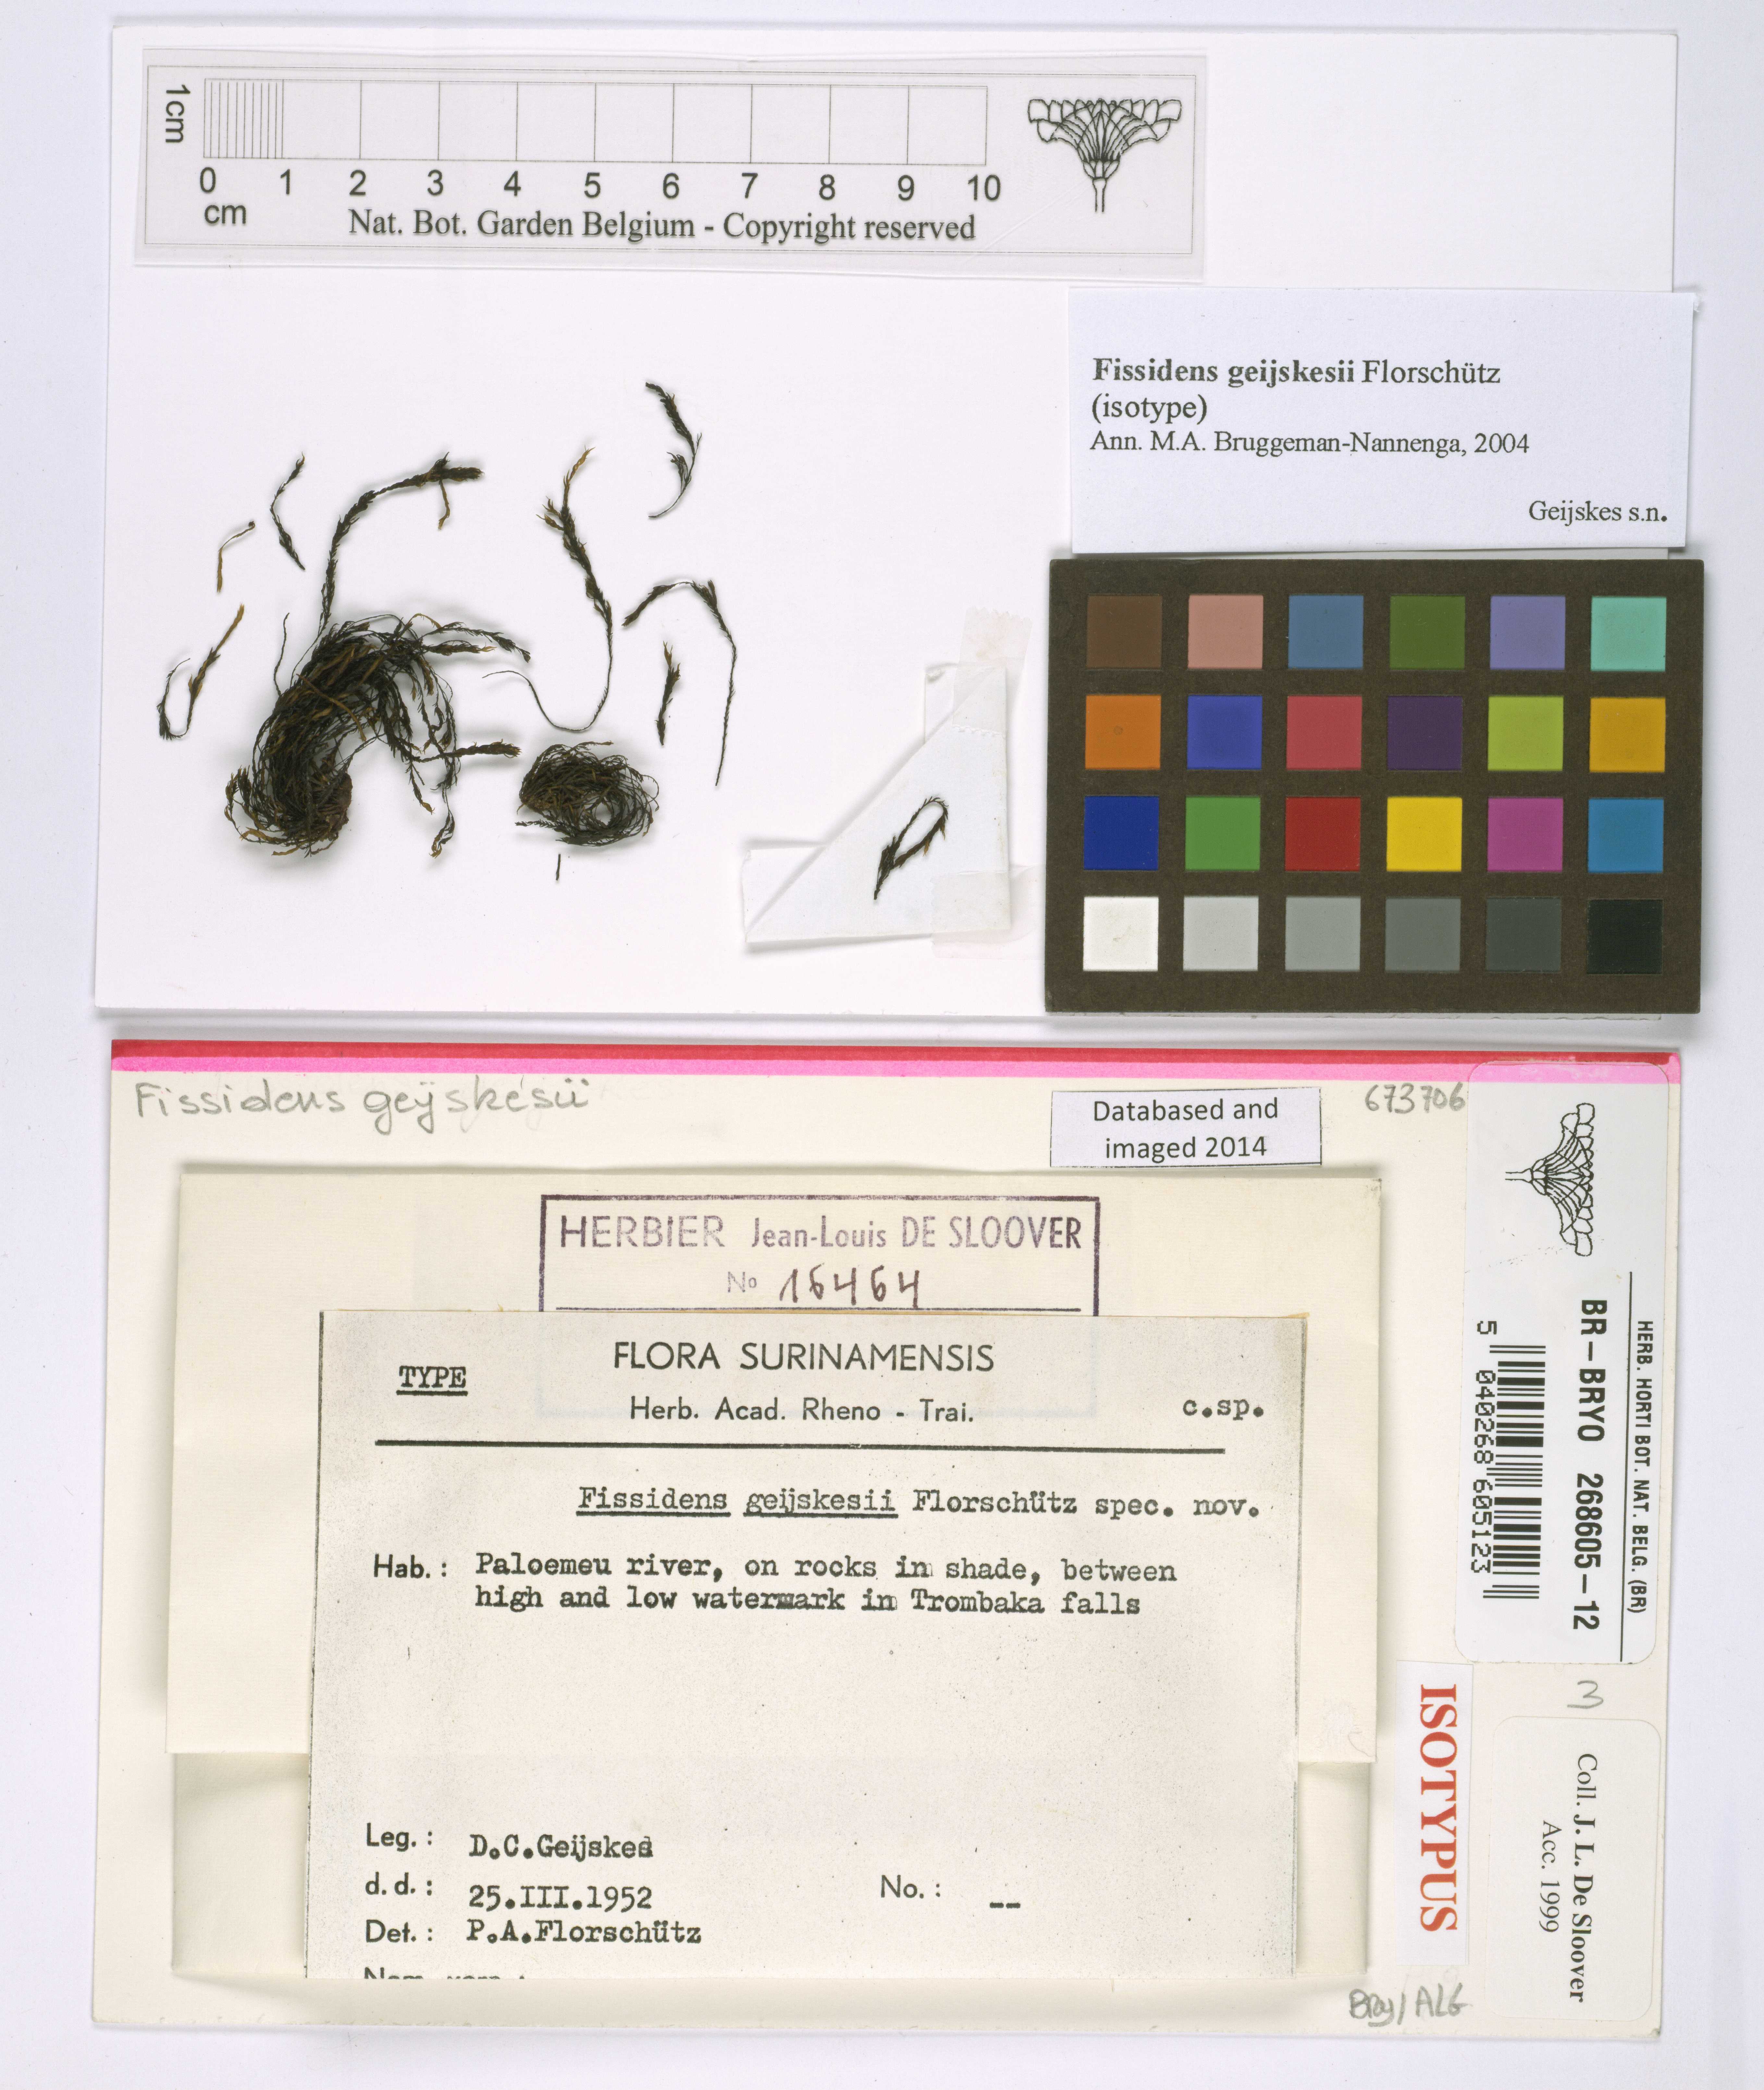 1cm
0 1 2 3 4 5 6 7 8 9 10
cm
Nat. Bot. Garden Belgium - Copyright reserved
Fissidens geijskesii Florschütz
(isotype)
Ann. M.A. Bruggeman-Nannenga, 2004
Geijskes s.n.
Fissidens geijskesii
Databased and
imaged 2014
673706
HERBIER Jean-Louis DE SLOOVER
No 16464
FLORA SURINAMENSIS
TYPE
Herb. Acad. Rheno - Trai.
c.sp.
Fissidens geijskesii Florschütz spec. nov.
Hab.: Paloemeu river, on rocks in shade, between
high and low watermark in Trombaka falls
Leg.: D.C.Geijskes
d.d.: 25.III.1952
No.: --
Det.: P.A.Florschütz
HERB. HORTI BOT. NAT. BELG. (BR)
BR-BRYO 268605-12
5 040268 605123
3
ISOTYPUS
Coll. J. L. De Sloover
Acc. 1999
Bry/ALG